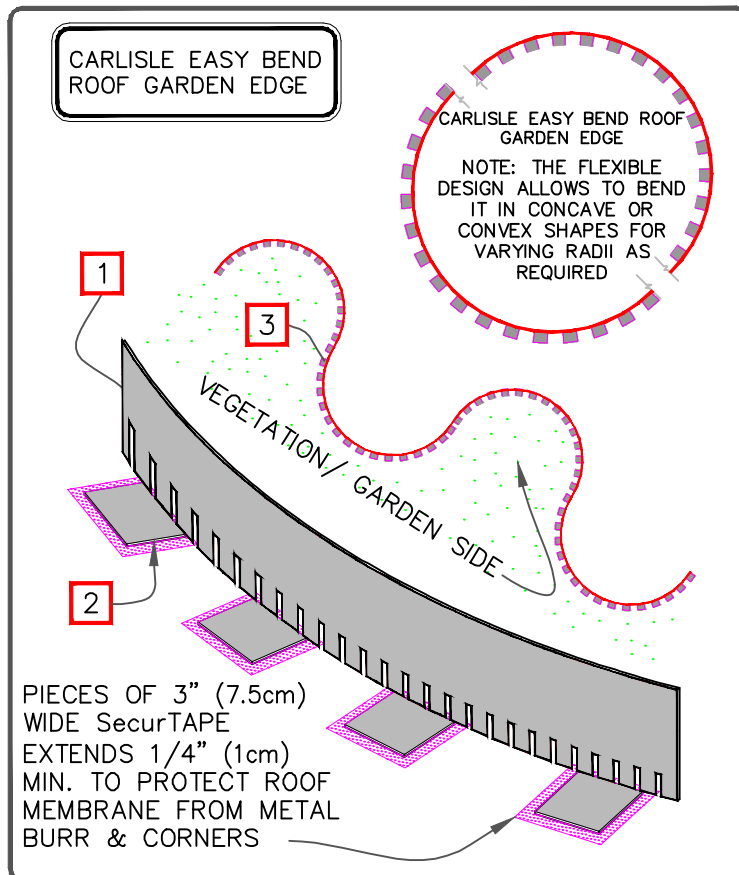 CARLISLE EASY BEND
ROOF GARDEN EDGE
CARLISLE EASY BEND ROOF
GARDEN EDGE
NOTE: THE FLEXIBLE
DESIGN ALLOWS TO BEND
IT IN CONCAVE OR
CONVEX SHAPES FOR
VARYING RADII AS
REQUIRED
1
3
VEGETATION/ GARDEN SIDE
2
PIECES OF 3" (7.5cm)
WIDE SecurTAPE
EXTENDS 1/4" (1cm)
MIN. TO PROTECT ROOF
MEMBRANE FROM METAL
BURR & CORNERS